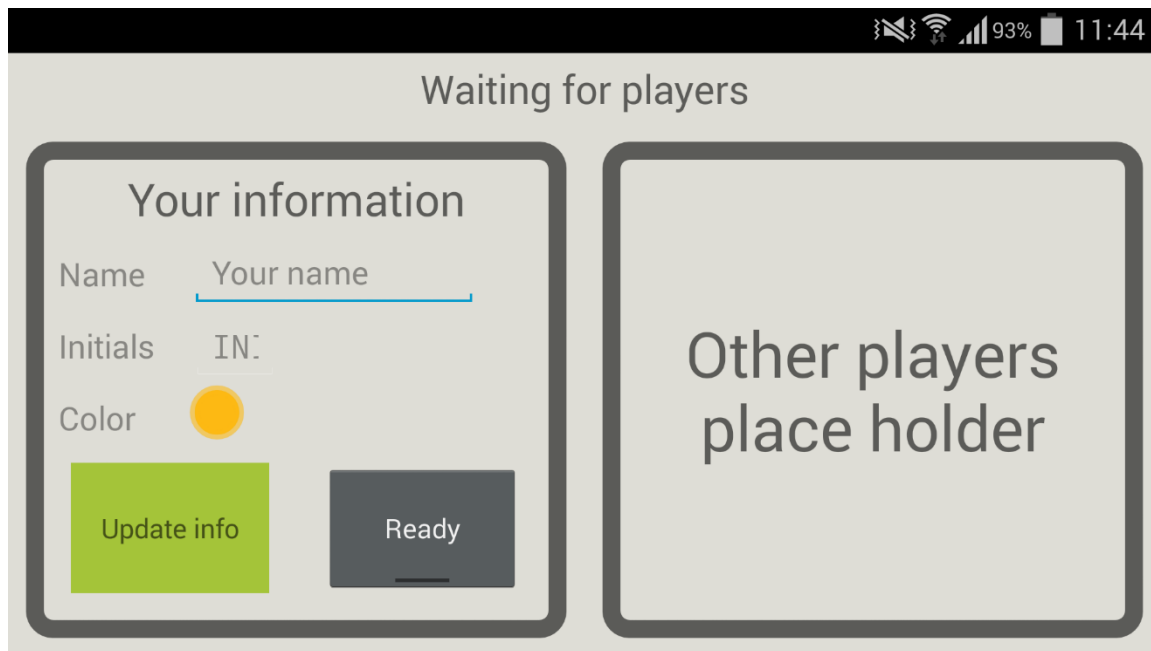 93% 11:44
Waiting for players
Your information
Name Your name
Initials IN
Color
Update info Ready
Other players
place holder